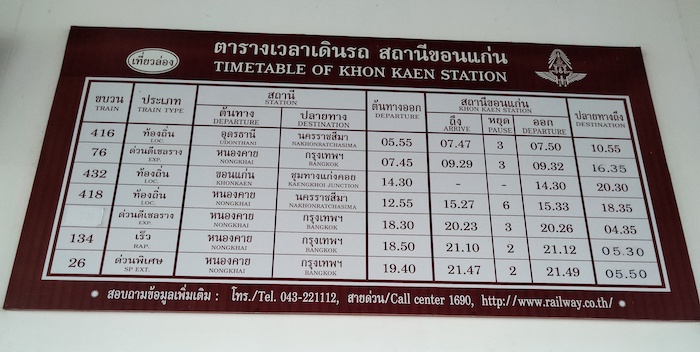 ตารางเวลาเดินรถ สถานีขอนแก่น
เที่ยวล่อง
TIMETABLE OF KHON KAEN STATION
ขบวน ประเภท สถานี ต้นทางออก สถานีขอนแก่น ปลายทางถึง
TRAIN TRAIN TYPE STATION DEPARTURE KHON KAEN STATION DESTINATION
ต้นทาง ปลายทาง ถึง หยุด ออก
DEPARTURE DESTINATION ARRIVE PAUSE DEPARTURE
416 ท้องถิ่น อุดรธานี นครราชสีมา 05.55 07.47 3 07.50 10.55
LOC. UDONTHANI NAKHONRATCHASIMA
76 ด่วนดีเซลราง หนองคาย กรุงเทพฯ 07.45 09.29 3 09.32 16.35
EXP. NONGKHAI BANGKOK
432 ท้องถิ่น ขอนแก่น ชุมทางแก่งคอย 14.30 - - 14.30 20.30
LOC. KHONKAEN KAENGKHOI JUNCTION
418 ท้องถิ่น หนองคาย นครราชสีมา 12.55 15.27 6 15.33 18.35
LOC. NONGKHAI NAKHONRATCHASIMA
ด่วนดีเซลราง หนองคาย กรุงเทพฯ 18.30 20.23 3 20.26 04.35
EXP. NONGKHAI BANGKOK
134 เร็ว หนองคาย กรุงเทพฯ 18.50 21.10 2 21.12 05.30
RAP. NONGKHAI BANGKOK
26 ด่วนพิเศษ หนองคาย กรุงเทพฯ 19.40 21.47 2 21.49 05.50
SP EXT. NONGKHAI BANGKOK
• สอบถามข้อมูลเพิ่มเติม : โทร./Tel. 043-221112, สายด่วน/Call center 1690, http://www.railway.co.th/ •